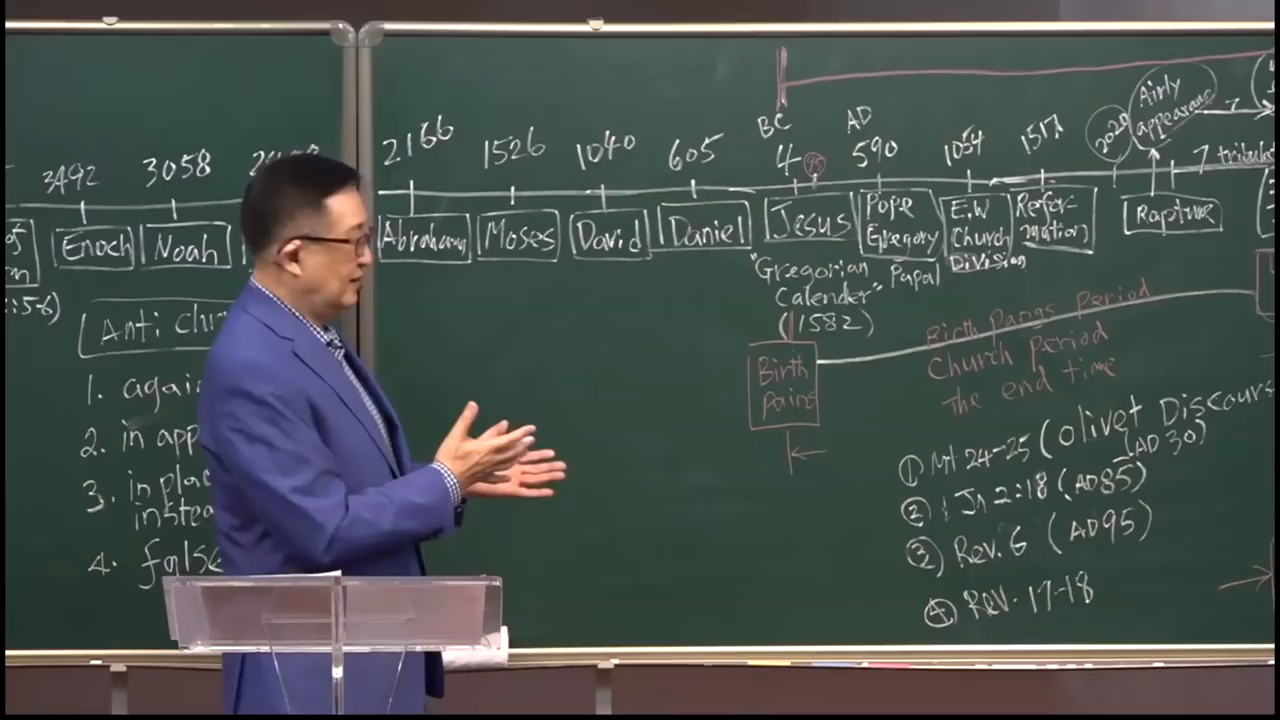 3492 3058
Enoch Noah
2166 1526 1040 605 BC 4 95 AD 590 1054 1517 2020 Airly appearance 7
7 tribula
Abraham Moses David Daniel Jesus Pope Gregory E.W Church Division Refor-mation Rapture
"Gregorian Calender" Papal
(1582)
:5-6)
Anti Chr
1. again
2. in app
3. in plac
instea
4. false
Birth pains
Birth Pangs Period
Church Period
The end time
① Mt 24-25 (Olivet Discours
(AD 30)
② 1 Jn 2:18 (AD85)
③ Rev. 6 (AD95)
④ Rev. 17-18